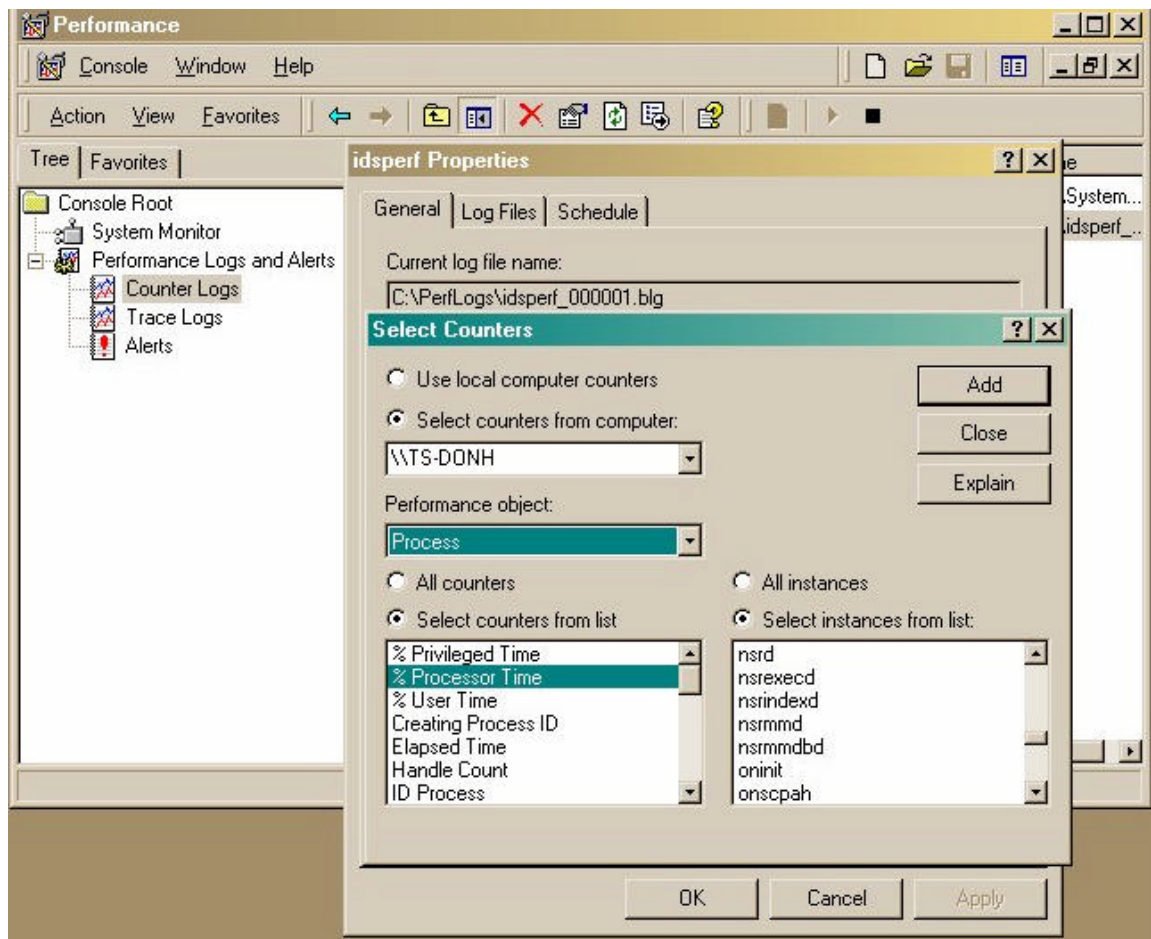 Performance
Console Window Help
Action View Favorites
Tree Favorites
Console Root
System Monitor
Performance Logs and Alerts
Counter Logs
Trace Logs
Alerts
idsperf Properties
General Log Files Schedule
Current log file name:
C:\PerfLogs\idsperf_000001.blg
\System...
\idsperf_...
Select Counters
Use local computer counters
Select counters from computer:
\\TS-DONH
Performance object:
Process
All counters
Select counters from list
% Privileged Time
% Processor Time
% User Time
Creating Process ID
Elapsed Time
Handle Count
ID Process
Add
Close
Explain
All instances
Select instances from list:
nsrd
nsrexecd
nsrindexd
nsrmmd
nsrmmdbd
oninit
onscpah
OK Cancel Apply